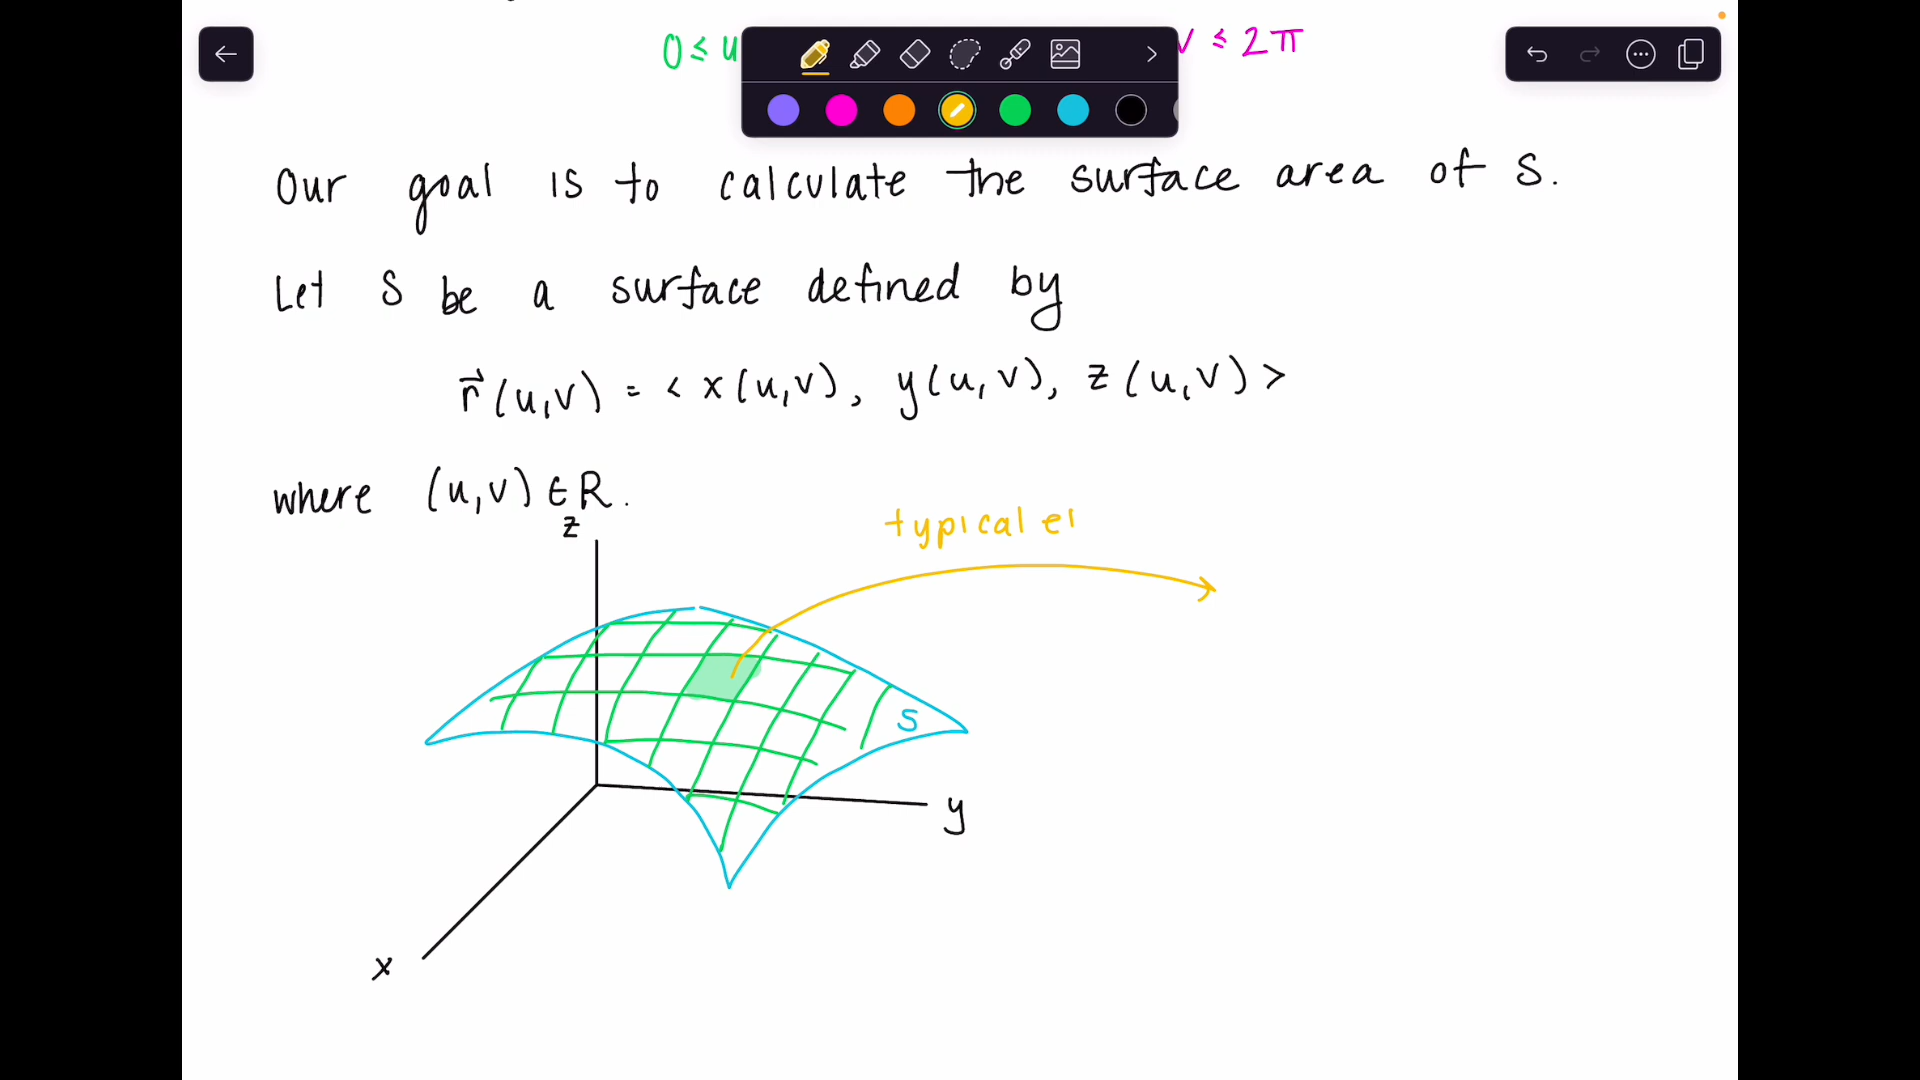 0 ≤ u
v ≤ 2π
Our goal is to calculate the surface area of S.
Let S be a surface defined by
r⃗(u,v) = < x(u,v), y(u,v), z(u,v) >
where (u,v) ∈ R.
z
typical el
S
y
x